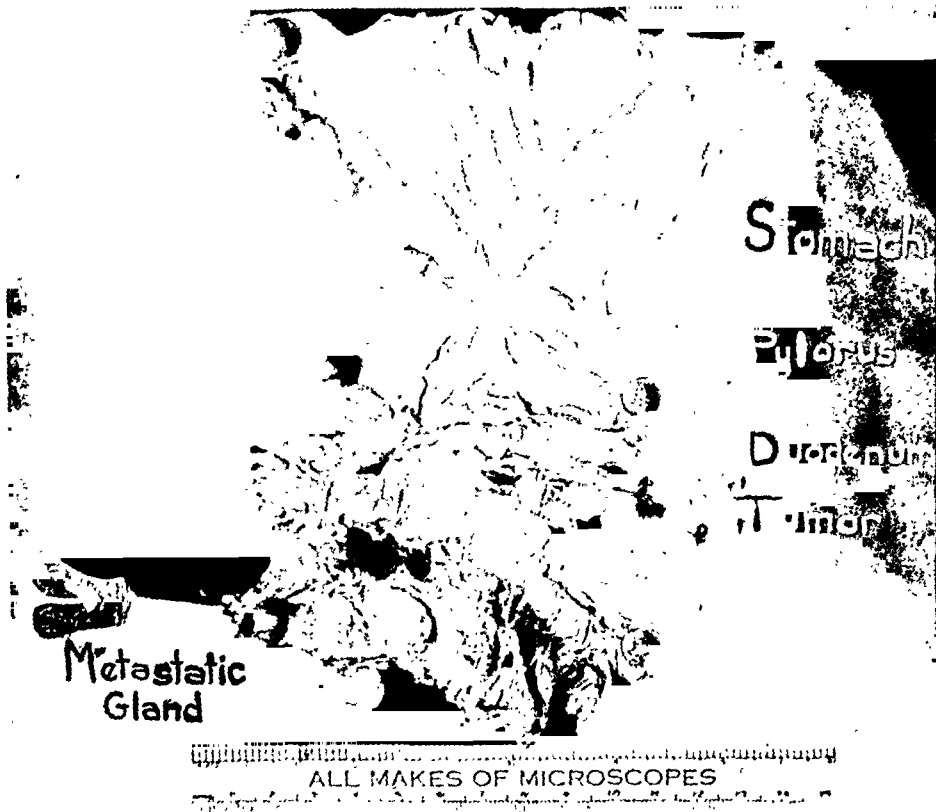 Stomach
Pylorus
Duodenum
Tumor
Metastatic
Gland
ALL MAKES OF MICROSCOPES